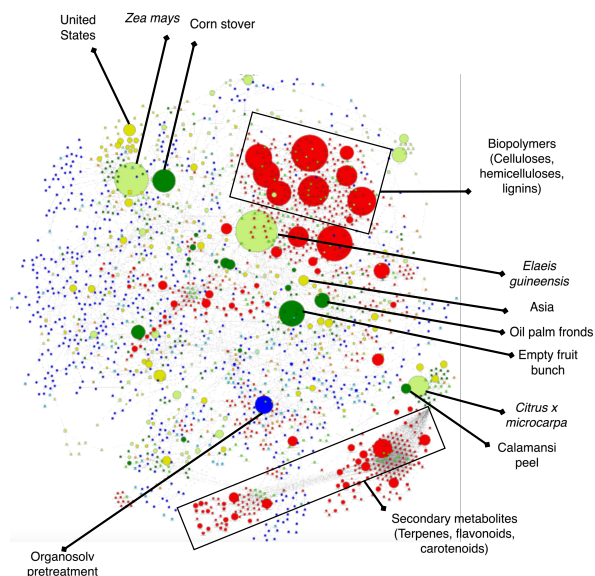 United
States
Zea mays
Corn stover
Biopolymers
(Celluloses,
hemicelluloses,
lignins)
Elaeis
guineensis
Asia
Oil palm fronds
Empty fruit
bunch
Citrus x
microcarpa
Calamansi
peel
Secondary metabolites
(Terpenes, flavonoids,
carotenoids)
Organosolv
pretreatment